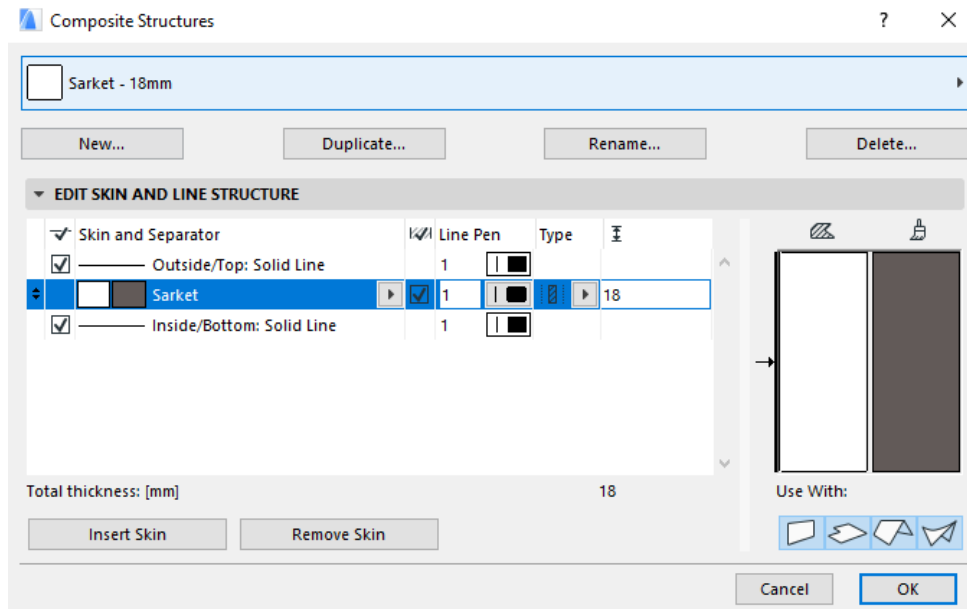 Composite Structures ?
Sarket - 18mm
New... Duplicate... Rename... Delete...
EDIT SKIN AND LINE STRUCTURE
Skin and Separator Line Pen Type
Outside/Top: Solid Line 1
Sarket 1 18
Inside/Bottom: Solid Line 1
Total thickness: [mm] 18 Use With:
Insert Skin Remove Skin
Cancel OK